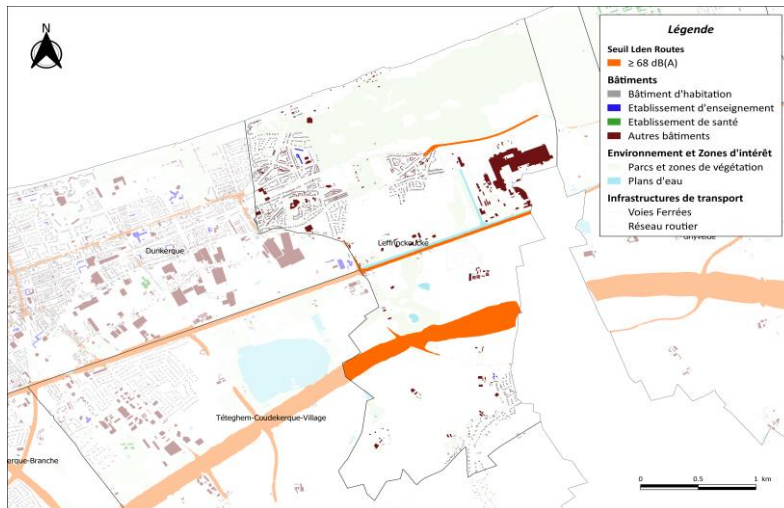 N
Légende
Seuil Lden Routes
≥ 68 dB(A)
Bâtiments
Bâtiment d'habitation
Etablissement d'enseignement
Etablissement de santé
Autres bâtiments
Environnement et Zones d'intérêt
Parcs et zones de végétation
Plans d'eau
Infrastructures de transport
Voies Ferrées
Réseau routier
Dunkerque
Leffrinckoucke
Téteghem-Coudekerque-Village
erque-Branche
0 0.5 1 km